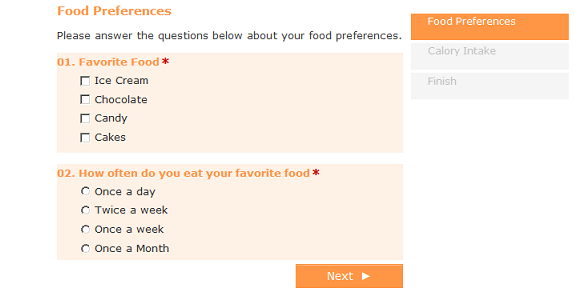 Food Preferences
Please answer the questions below about your food preferences.
01. Favorite Food *
Ice Cream
Chocolate
Candy
Cakes
02. How often do you eat your favorite food *
Once a day
Twice a week
Once a week
Once a Month
Next ►
Food Preferences
Calory Intake
Finish